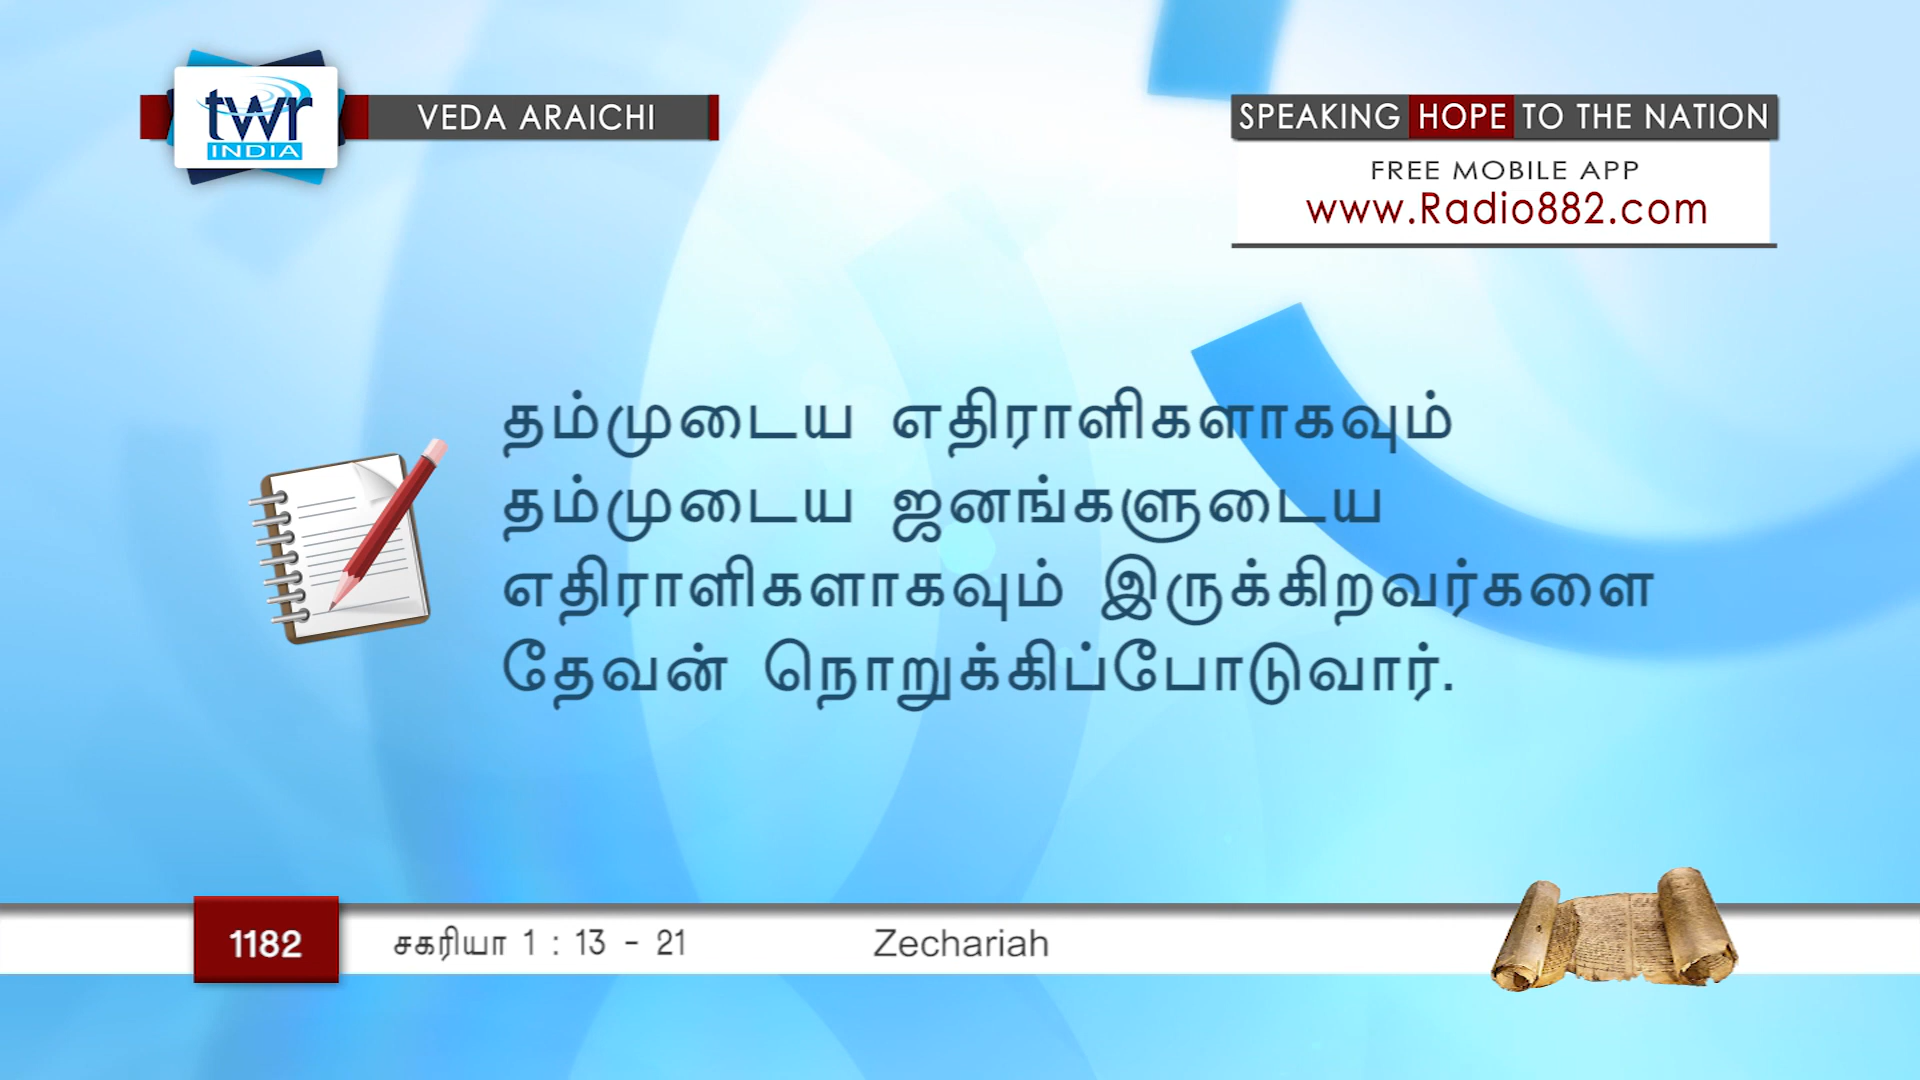 twr
INDIA
VEDA ARAICHI
SPEAKING HOPE TO THE NATION
FREE MOBILE APP
www.Radio882.com
தம்முடைய எதிராளிகளாகவும்
தம்முடைய ஜனங்களுடைய
எதிராளிகளாகவும் இருக்கிறவர்களை
தேவன் நொறுக்கிப்போடுவார்.
1182
சகரியா 1 : 13 - 21
Zechariah